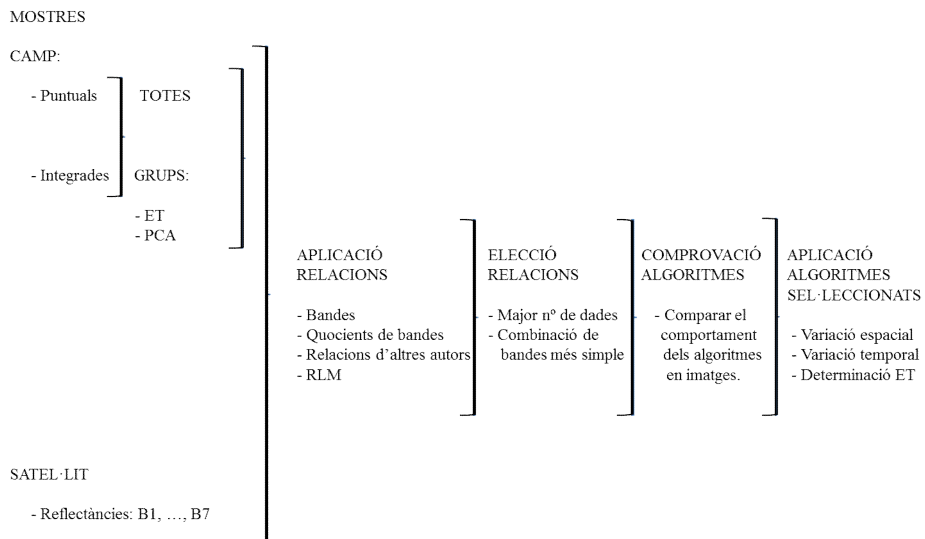 MOSTRES
CAMP:
- Puntuals
TOTES
- Integrades
GRUPS:
- ET
- PCA
APLICACIÓ
RELACIONS
- Bandes
- Quocients de bandes
- Relacions d'altres autors
- RLM
ELECCIÓ
RELACIONS
- Major nº de dades
- Combinació de
bandes més simple
COMPROVACIÓ
ALGORITMES
- Comparar el
comportament
dels algoritmes
en imatges.
APLICACIÓ
ALGORITMES
SEL·LECCIONATS
- Variació espacial
- Variació temporal
- Determinació ET
SATEL·LIT
- Reflectàncies: B1, …, B7